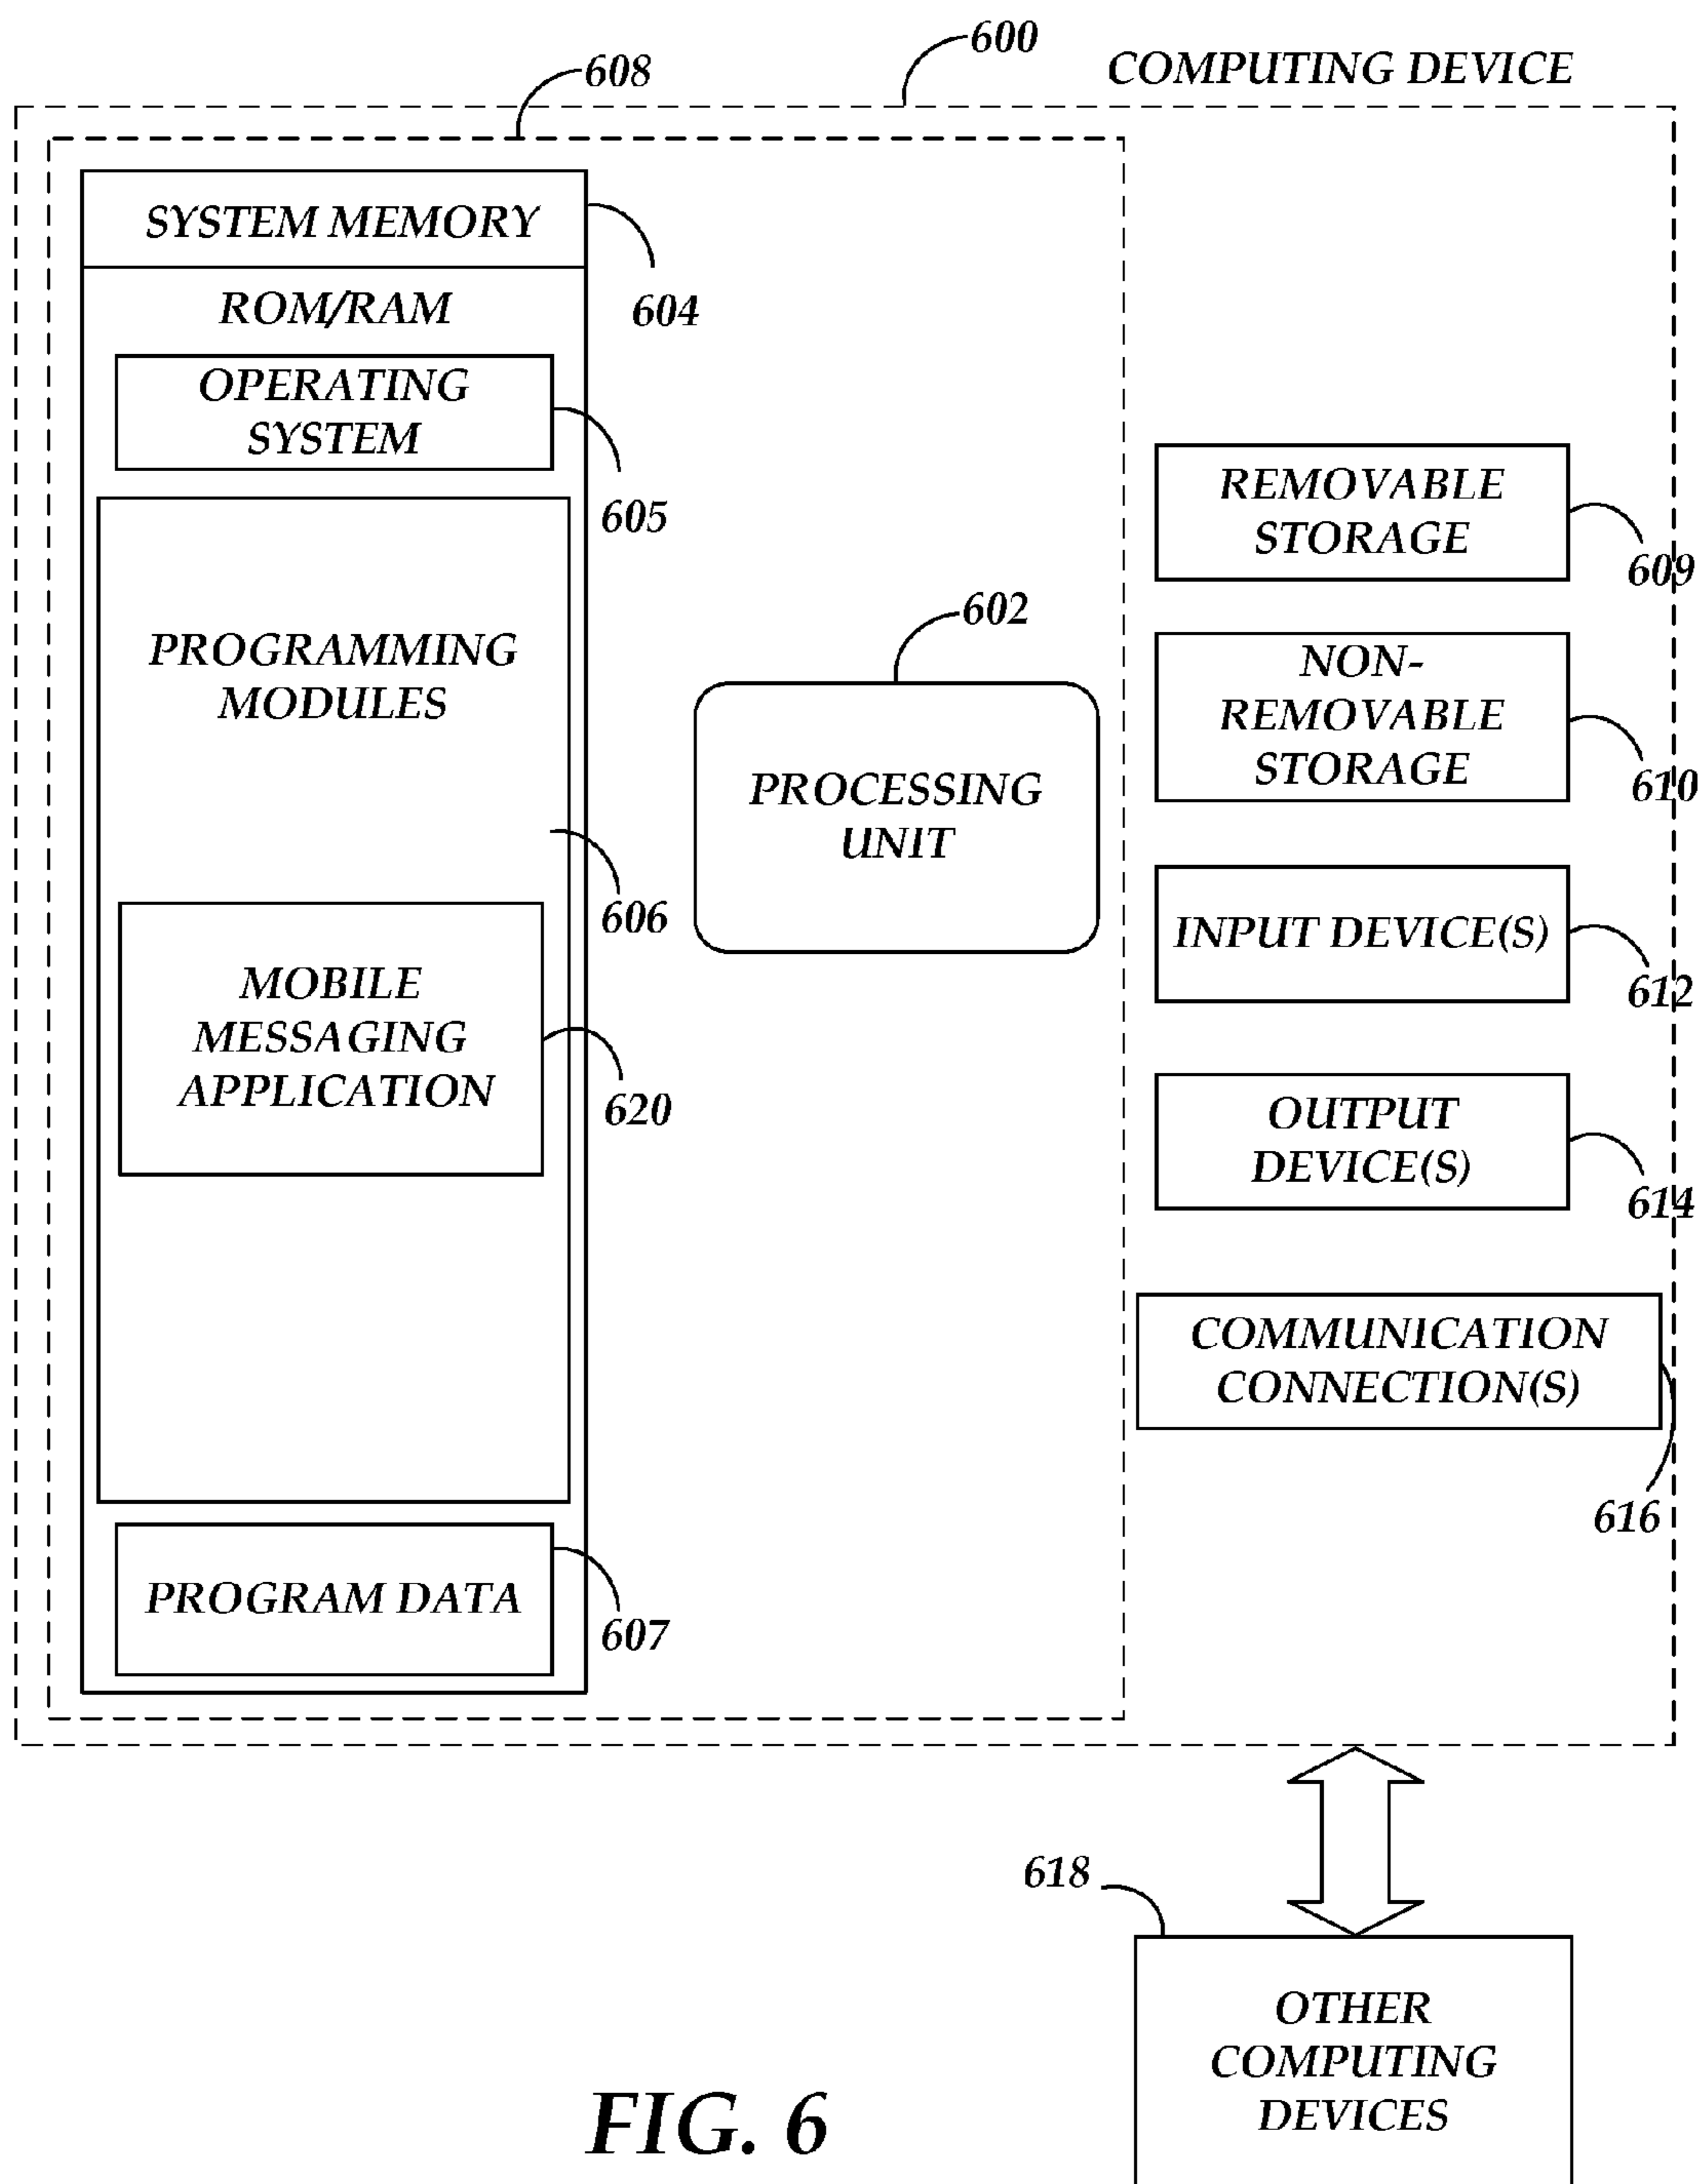 600
COMPUTING DEVICE
608
SYSTEM MEMORY
604
ROM/RAM
OPERATING
SYSTEM
605
PROGRAMMING
MODULES
606
MOBILE
MESSAGING
APPLICATION
620
PROGRAM DATA
607
602
PROCESSING
UNIT
REMOVABLE
STORAGE
609
NON-
REMOVABLE
STORAGE
610
INPUT DEVICE(S)
612
OUTPUT
DEVICE(S)
614
COMMUNICATION
CONNECTION(S)
616
618
OTHER
COMPUTING
DEVICES
FIG. 6